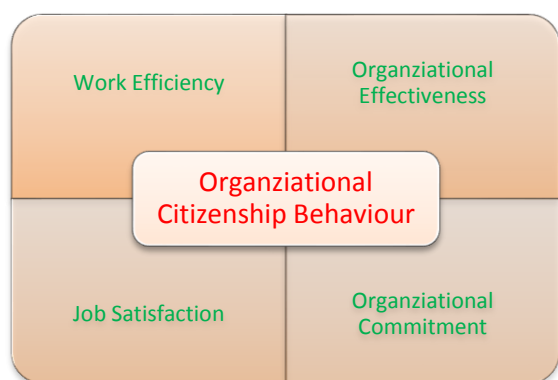 Work Efficiency
Organziational
Effectiveness
Organziational
Citizenship Behaviour
Job Satisfaction
Organziational
Commitment